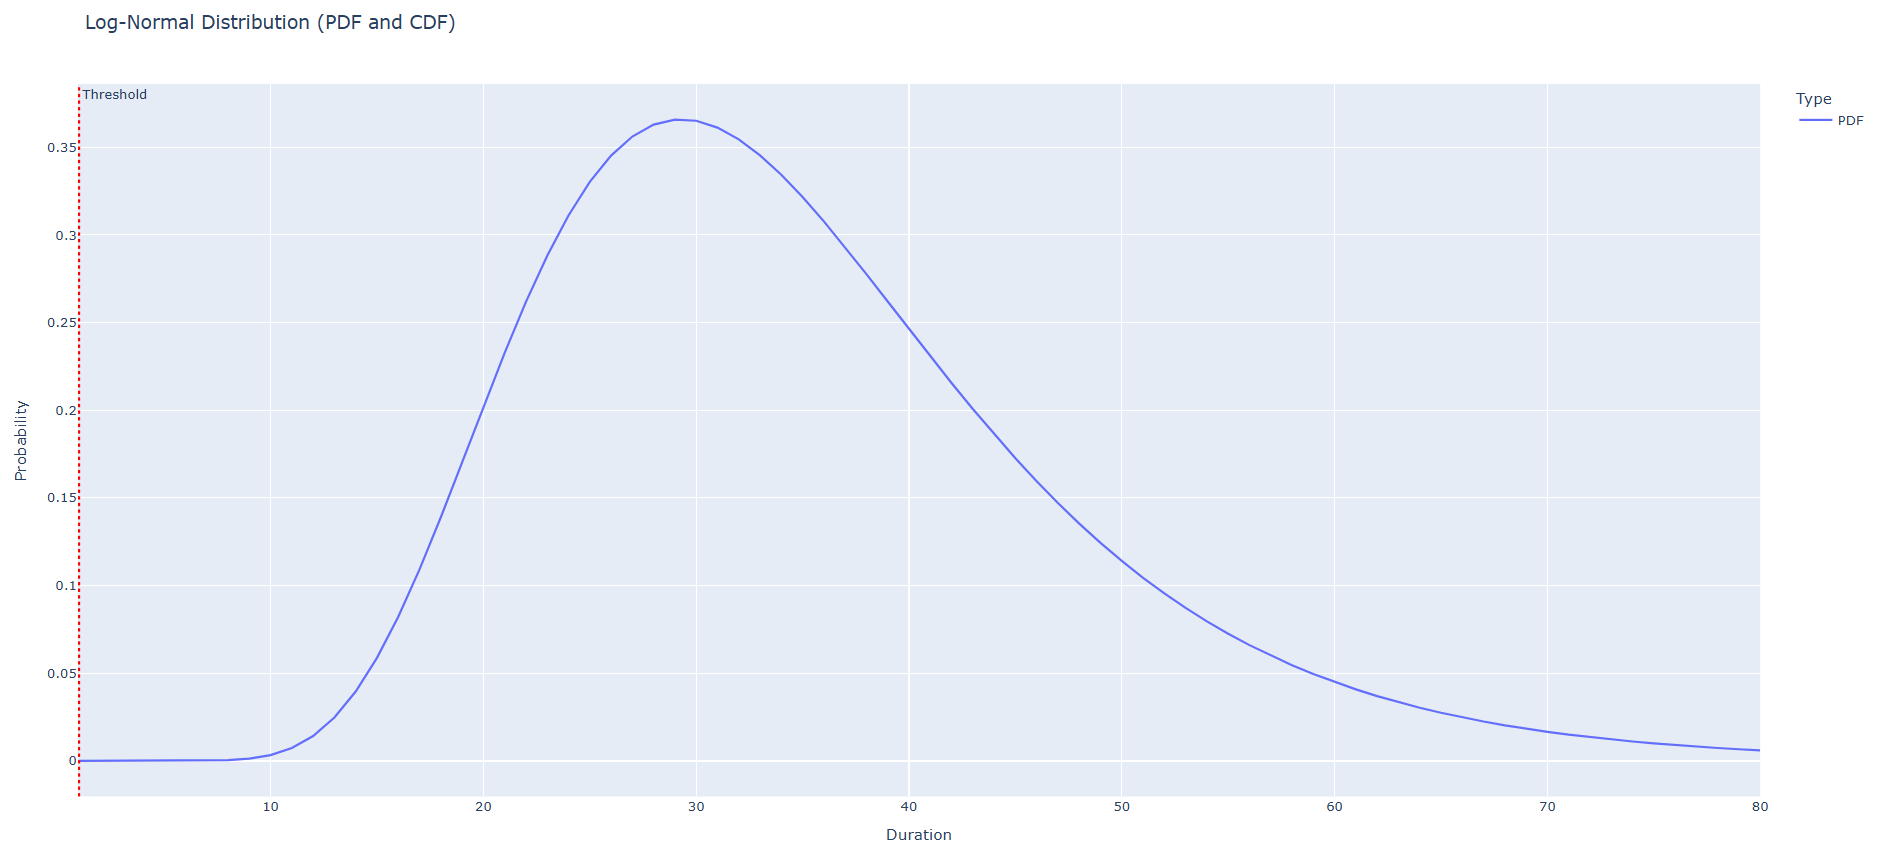 Log-Normal Distribution (PDF and CDF)
Threshold
Type
PDF
0.35
0.3
0.25
0.2
0.15
0.1
0.05
0
Probability
10 20 30 40 50 60 70 80
Duration